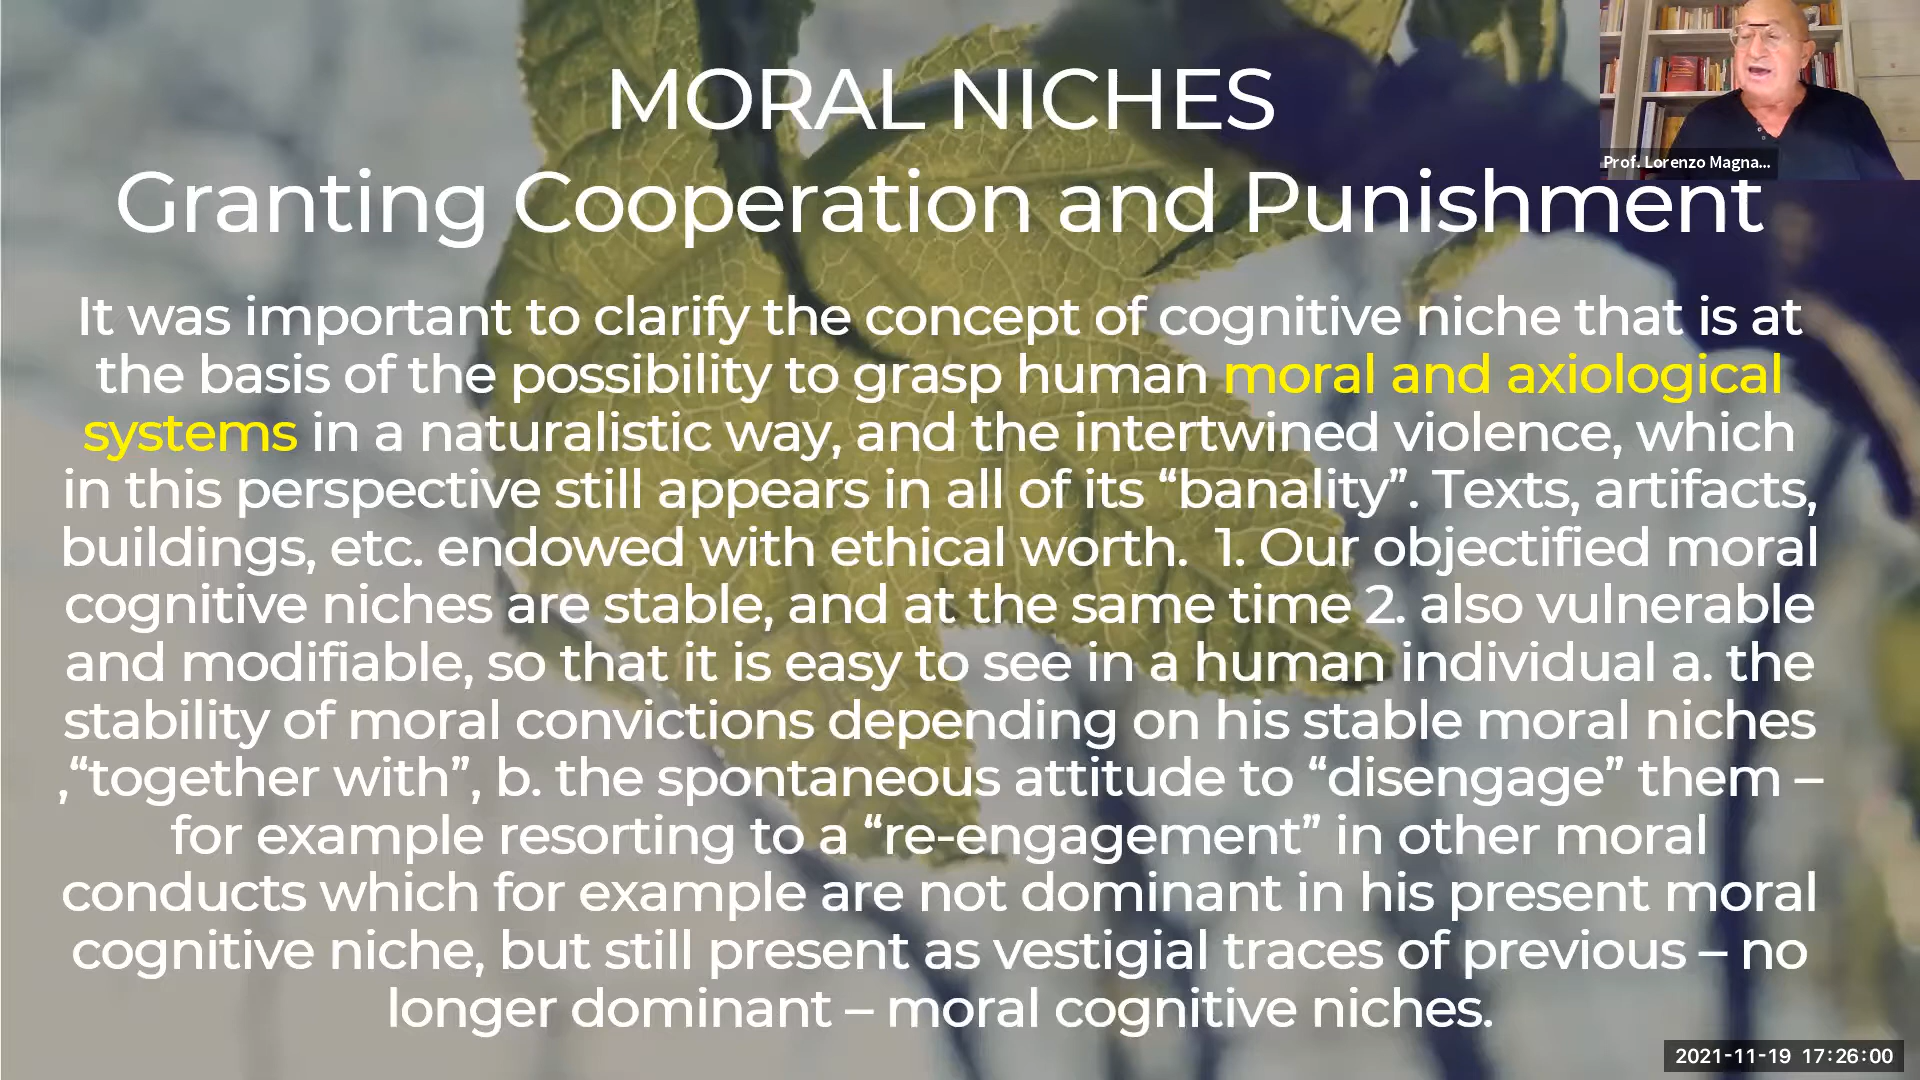 MORAL NICHES
Prof. Lorenzo Magna...
Granting Cooperation and Punishment
It was important to clarify the concept of cognitive niche that is at
the basis of the possibility to grasp human moral and axiological
systems in a naturalistic way, and the intertwined violence, which
in this perspective still appears in all of its “banality”. Texts, artifacts,
buildings, etc. endowed with ethical worth.  1. Our objectified moral
cognitive niches are stable, and at the same time 2. also vulnerable
and modifiable, so that it is easy to see in a human individual a. the
stability of moral convictions depending on his stable moral niches
,“together with”, b. the spontaneous attitude to “disengage” them –
for example resorting to a “re-engagement” in other moral
conducts which for example are not dominant in his present moral
cognitive niche, but still present as vestigial traces of previous – no
longer dominant – moral cognitive niches.
2021-11-19 17:26:00